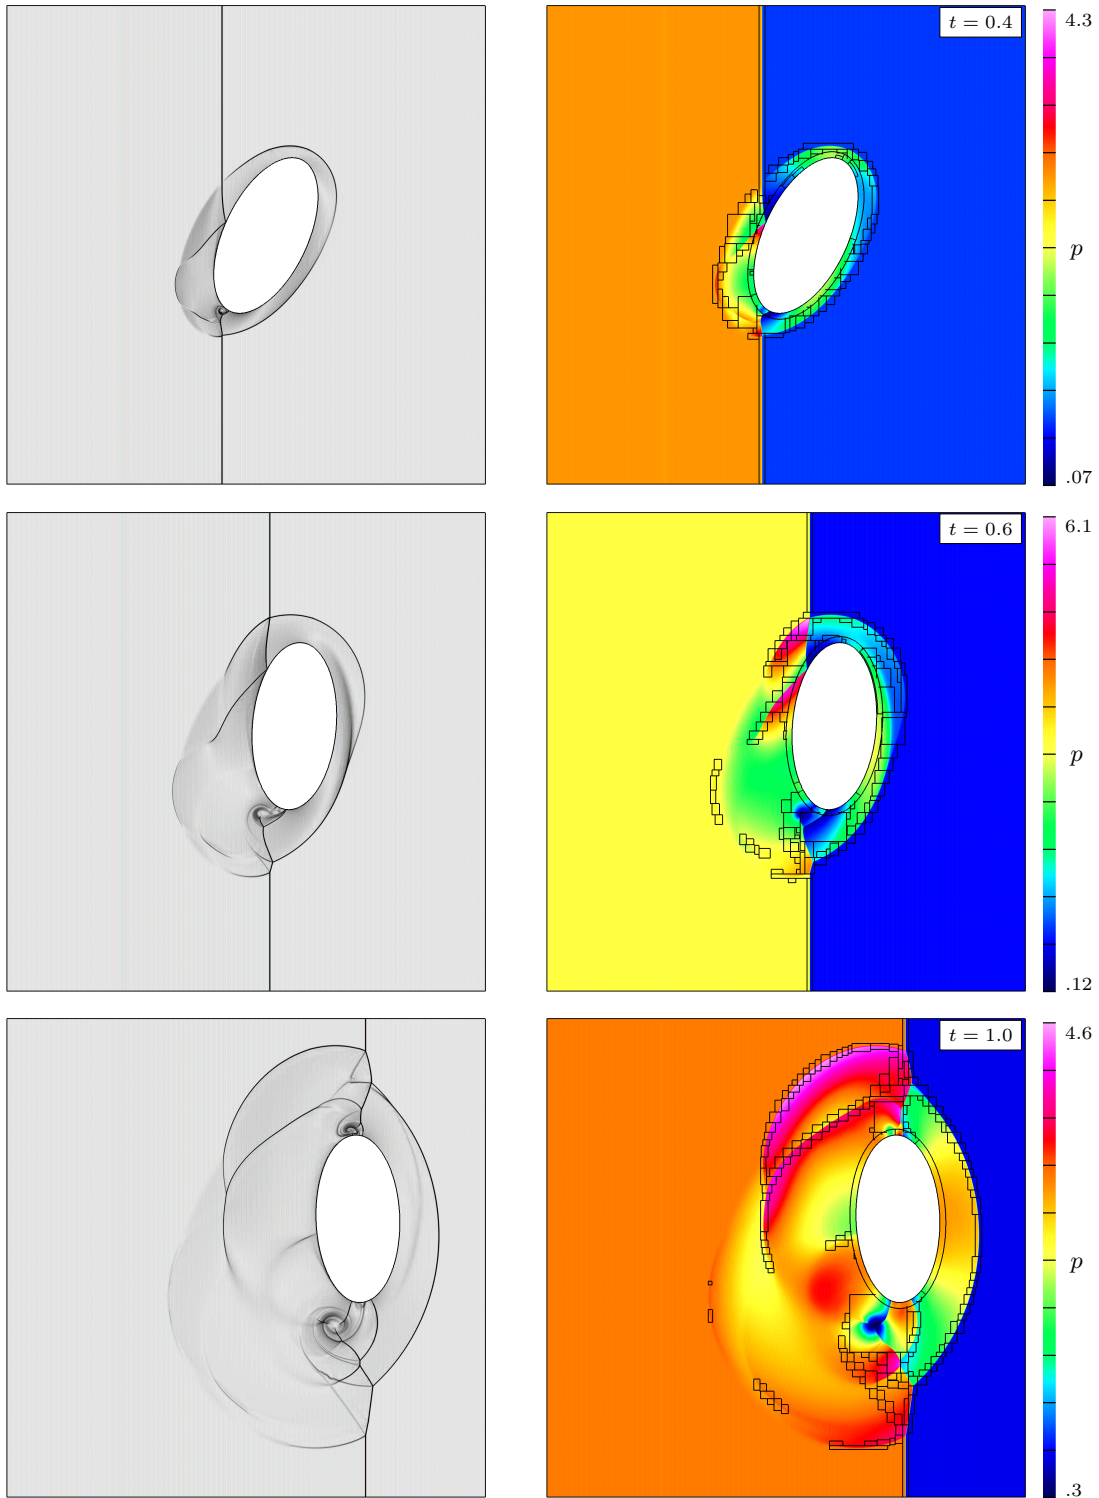 t = 0.4
4.3
p
.07
t = 0.6
6.1
p
.12
t = 1.0
4.6
p
.3